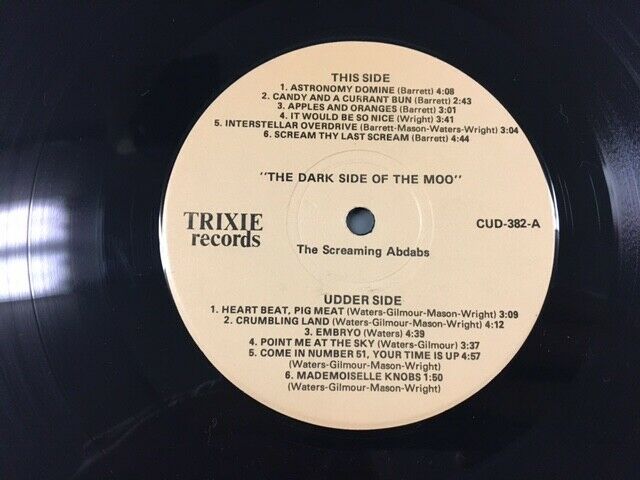 THIS SIDE
1. ASTRONOMY DOMINE (Barrett) 4:08
2. CANDY AND A CURRANT BUN (Barrett) 2:43
3. APPLES AND ORANGES (Barrett) 3:01
4. IT WOULD BE SO NICE (Wright) 3:41
5. INTERSTELLAR OVERDRIVE (Barrett-Mason-Waters-Wright) 3:04
6. SCREAM THY LAST SCREAM (Barrett) 4:44
"THE DARK SIDE OF THE MOO"
TRIXIE
records
CUD-382-A
The Screaming Abdabs
UDDER SIDE
1. HEART BEAT, PIG MEAT (Waters-Gilmour-Mason-Wright) 3:09
2. CRUMBLING LAND (Waters-Gilmour-Mason-Wright) 4:12
3. EMBRYO (Waters) 4:39
4. POINT ME AT THE SKY (Waters-Gilmour) 3:37
5. COME IN NUMBER 51, YOUR TIME IS UP 4:57
(Waters-Gilmour-Mason-Wright)
6. MADEMOISELLE KNOBS 1:50
(Waters-Gilmour-Mason-Wright)